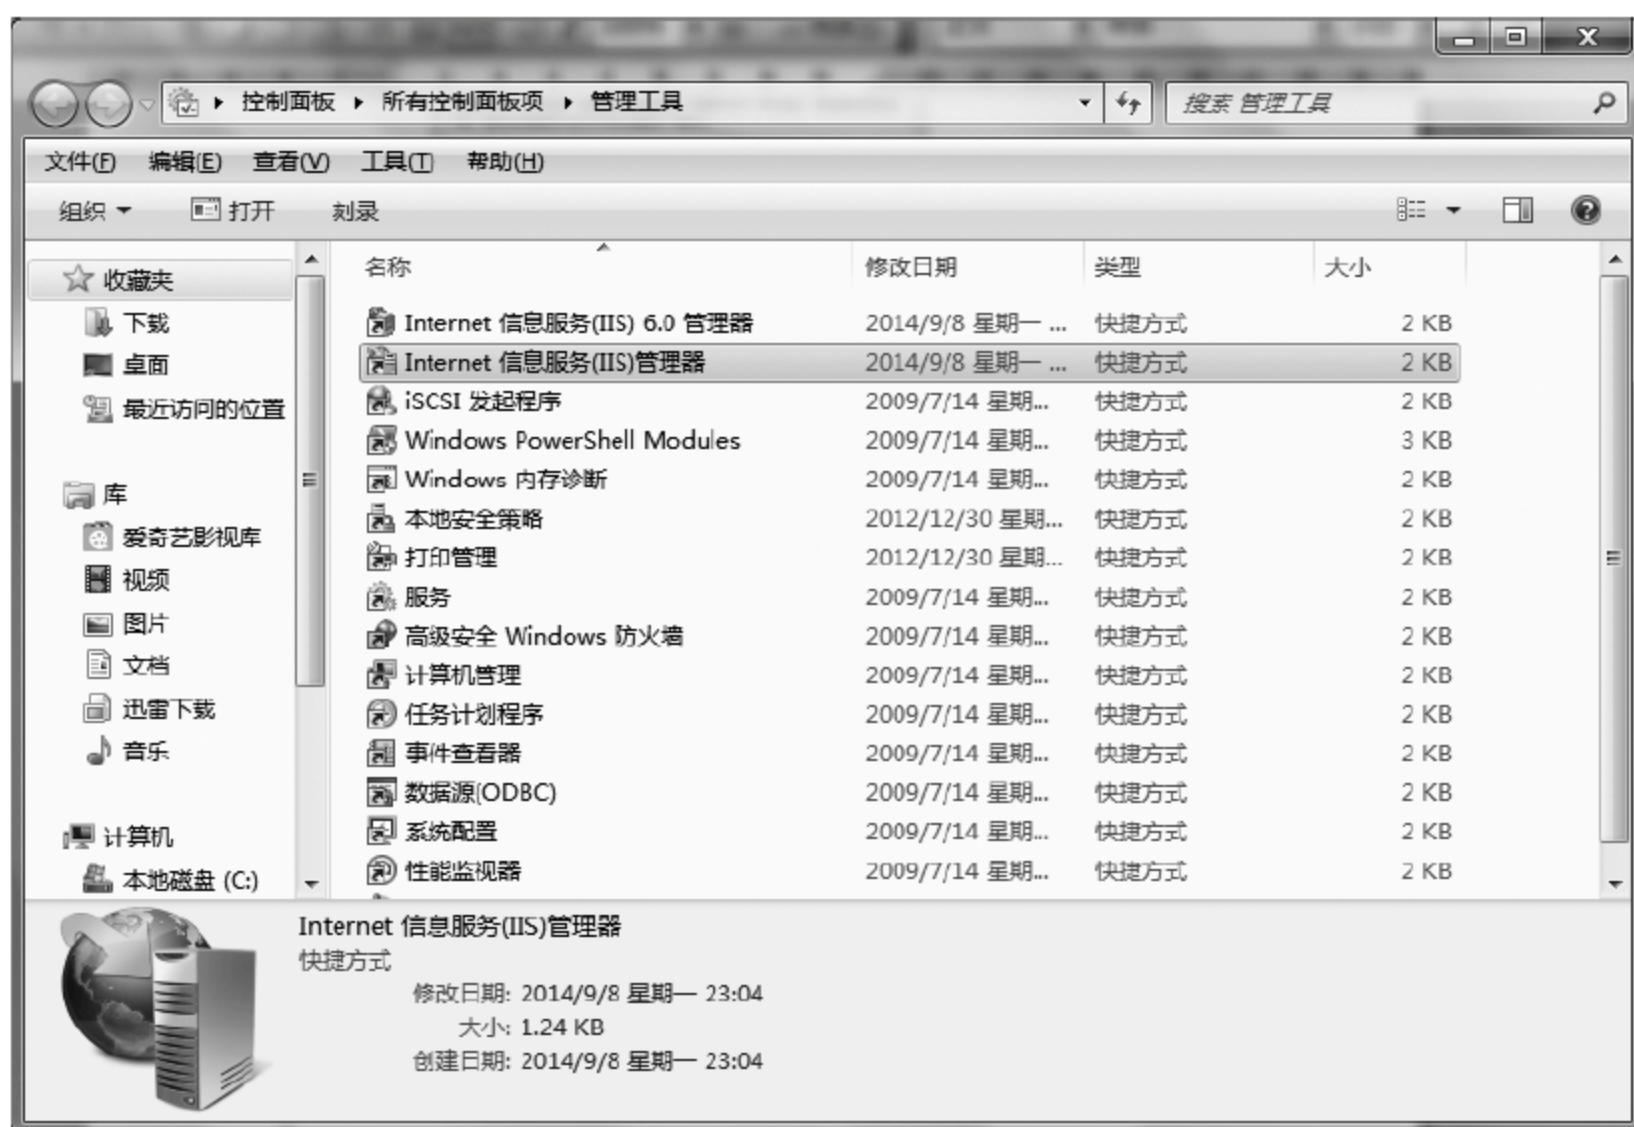 控制面板 ▸ 所有控制面板项 ▸ 管理工具
搜索 管理工具
文件(F) 编辑(E) 查看(V) 工具(T) 帮助(H)
组织 打开 刻录
收藏夹
下载
桌面
最近访问的位置
库
爱奇艺影视库
视频
图片
文档
迅雷下载
音乐
计算机
本地磁盘 (C:)
名称 修改日期 类型 大小
Internet 信息服务(IIS) 6.0 管理器 2014/9/8 星期一 ... 快捷方式 2 KB
Internet 信息服务(IIS)管理器 2014/9/8 星期一 ... 快捷方式 2 KB
iSCSI 发起程序 2009/7/14 星期... 快捷方式 2 KB
Windows PowerShell Modules 2009/7/14 星期... 快捷方式 3 KB
Windows 内存诊断 2009/7/14 星期... 快捷方式 2 KB
本地安全策略 2012/12/30 星期... 快捷方式 2 KB
打印管理 2012/12/30 星期... 快捷方式 2 KB
服务 2009/7/14 星期... 快捷方式 2 KB
高级安全 Windows 防火墙 2009/7/14 星期... 快捷方式 2 KB
计算机管理 2009/7/14 星期... 快捷方式 2 KB
任务计划程序 2009/7/14 星期... 快捷方式 2 KB
事件查看器 2009/7/14 星期... 快捷方式 2 KB
数据源(ODBC) 2009/7/14 星期... 快捷方式 2 KB
系统配置 2009/7/14 星期... 快捷方式 2 KB
性能监视器 2009/7/14 星期... 快捷方式 2 KB
Internet 信息服务(IIS)管理器
快捷方式
修改日期: 2014/9/8 星期一 23:04
大小: 1.24 KB
创建日期: 2014/9/8 星期一 23:04